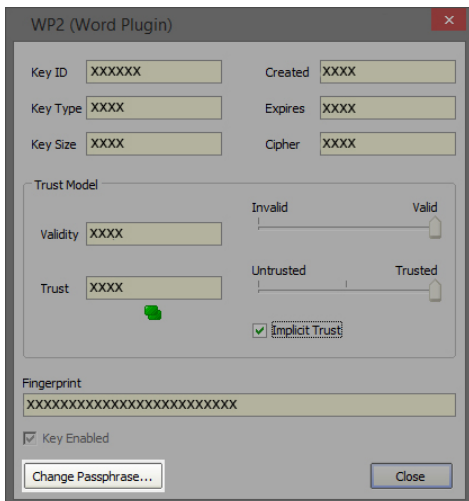 WP2 (Word Plugin)
Key ID XXXXXX Created XXXX
Key Type XXXX Expires XXXX
Key Size XXXX Cipher XXXX
Trust Model
Invalid Valid
Validity XXXX
Untrusted Trusted
Trust XXXX
Implicit Trust
Fingerprint
XXXXXXXXXXXXXXXXXXXXXXXXX
Key Enabled
Change Passphrase... Close